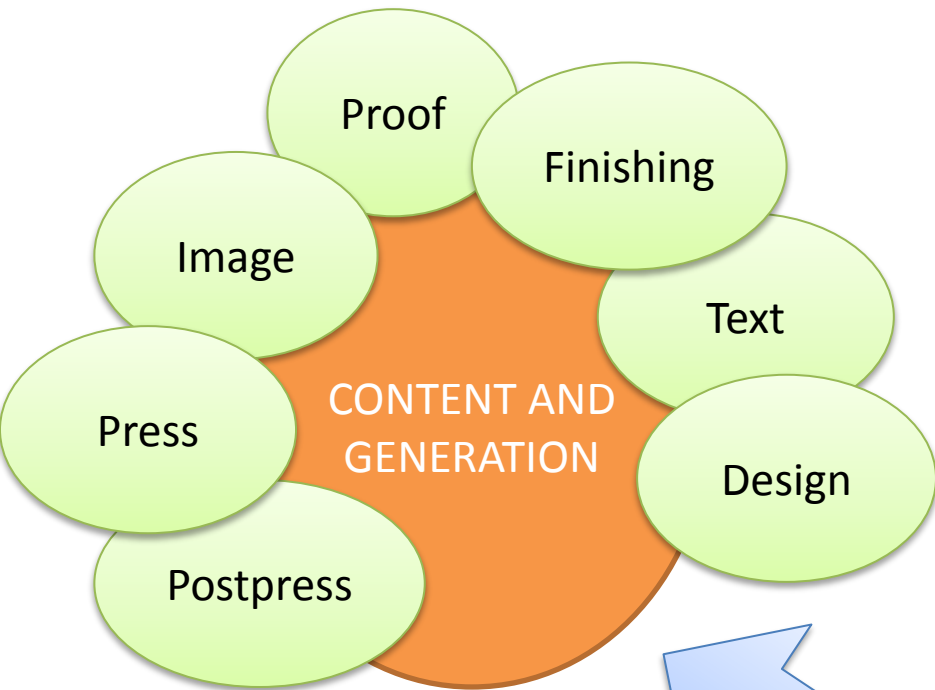 Proof
Finishing
Image
Text
CONTENT AND
GENERATION
Press
Design
Postpress